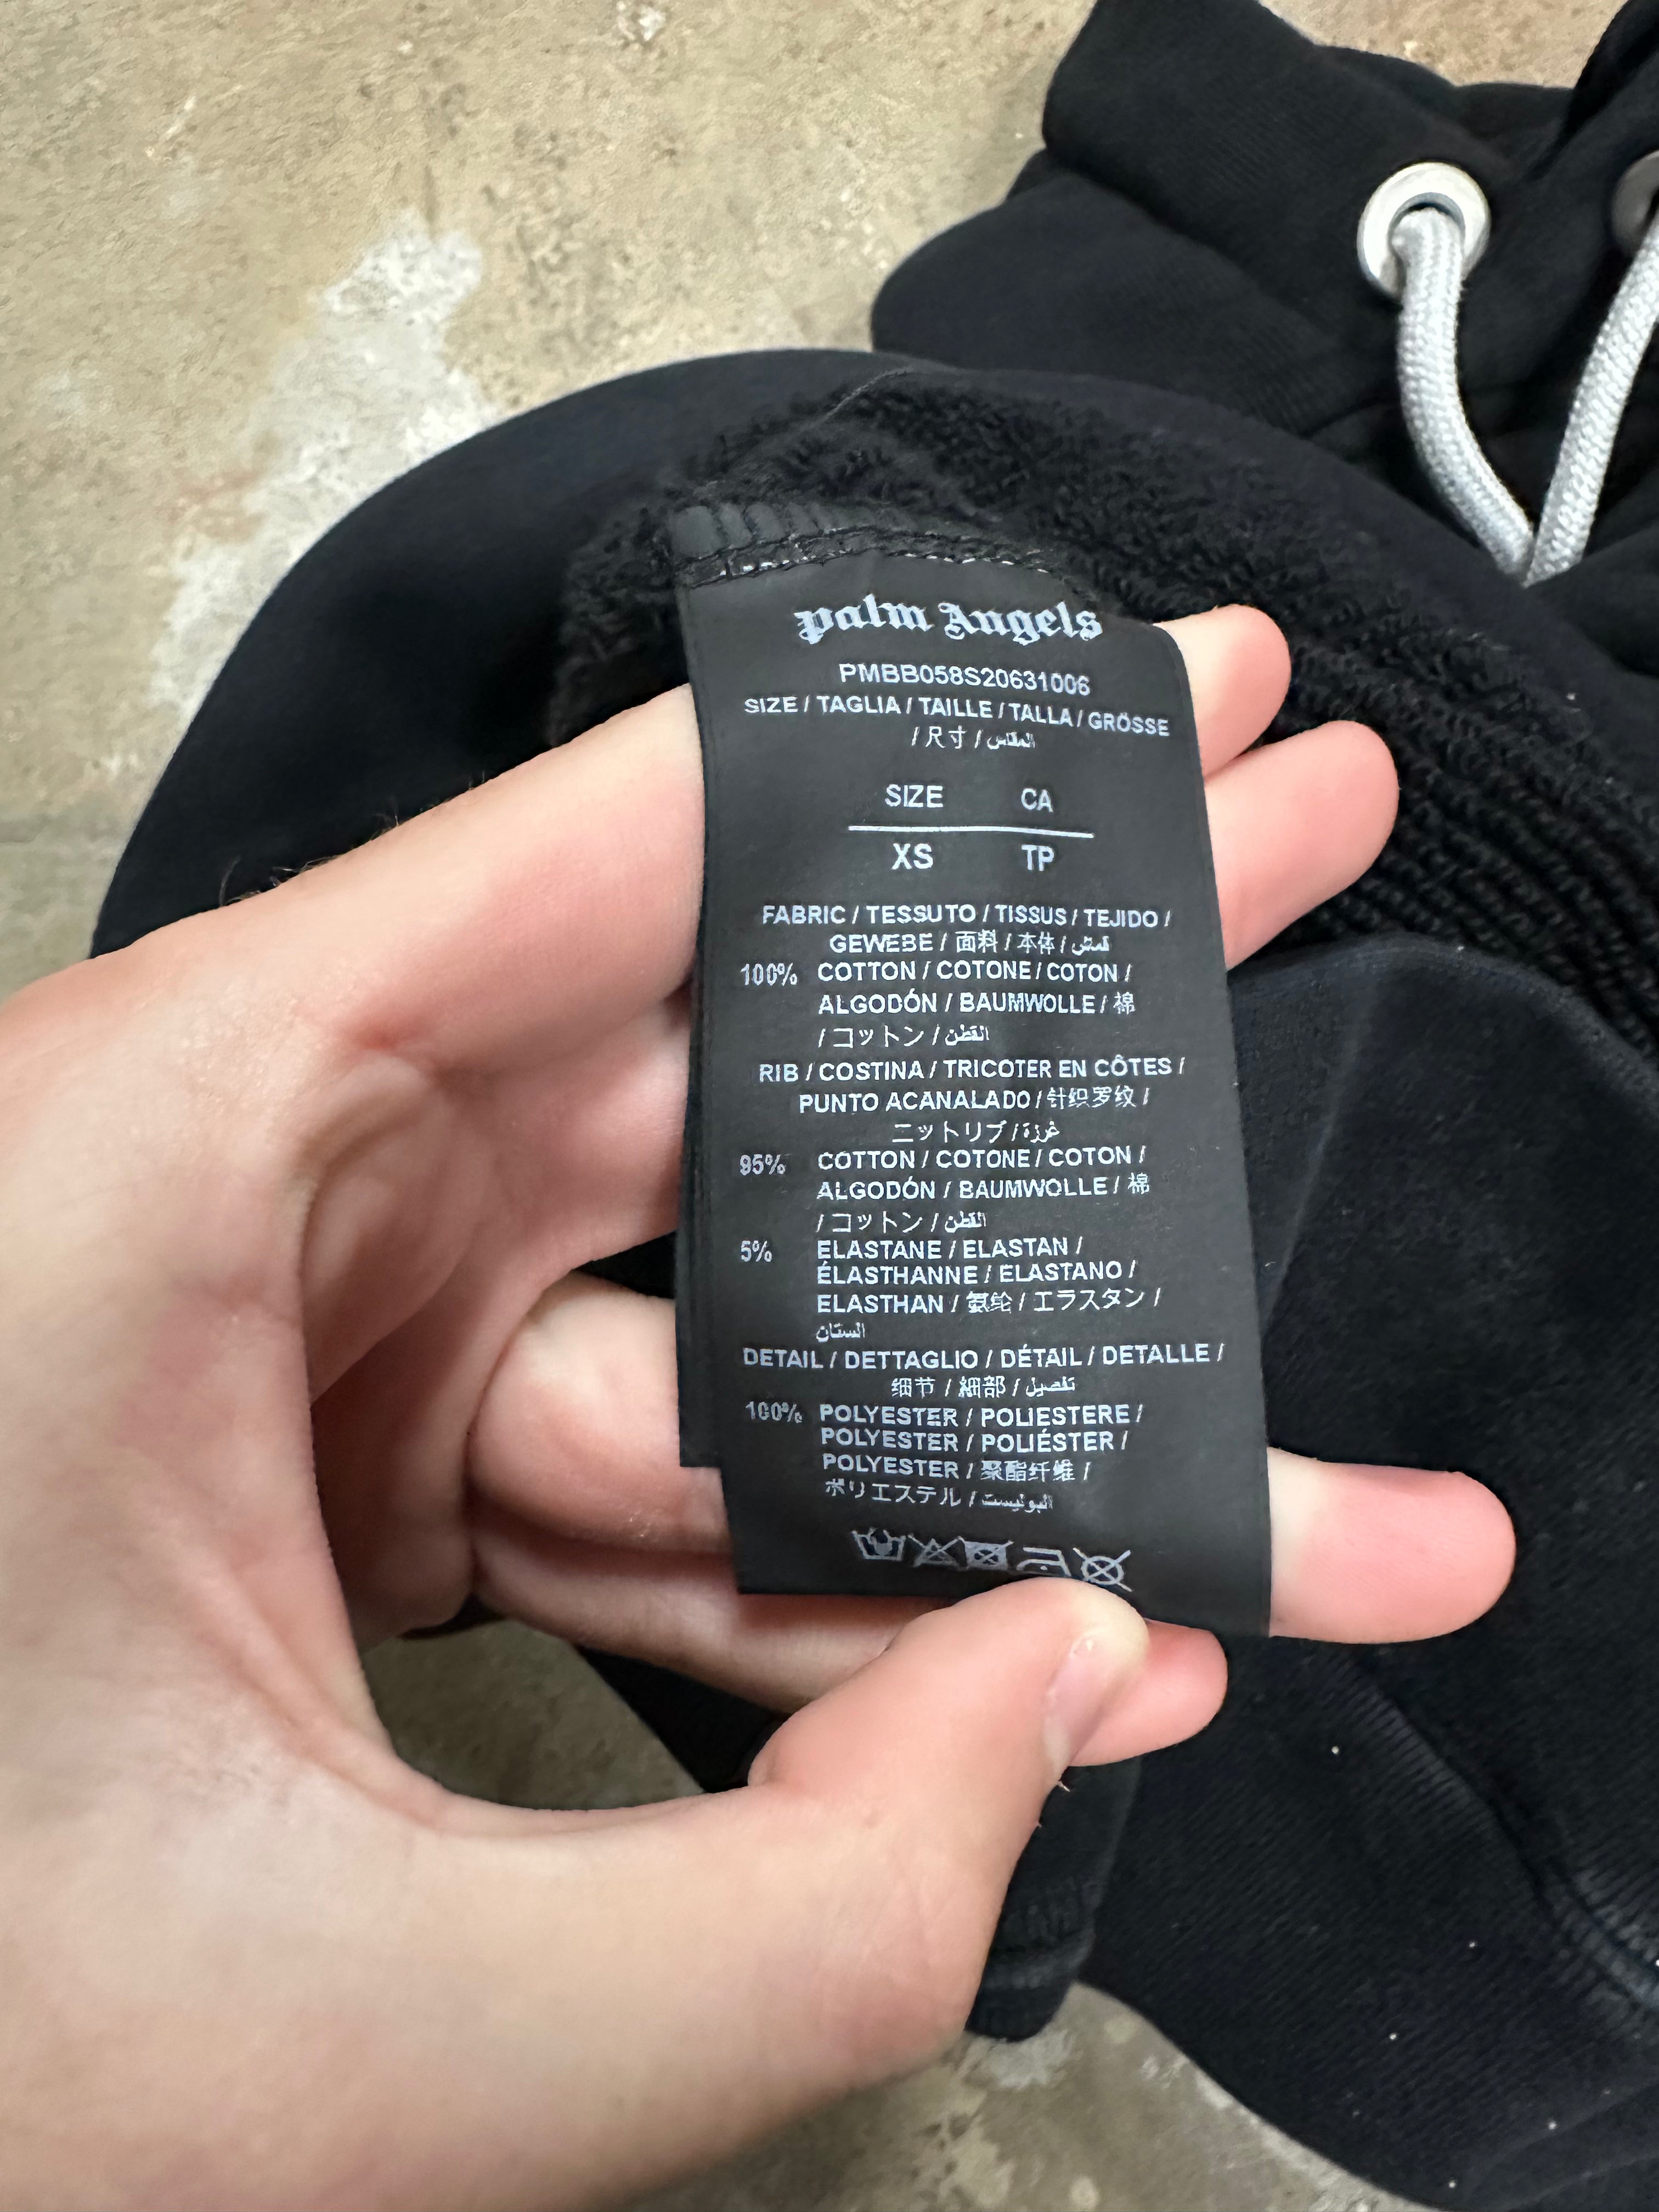 Palm Angels
PMBB058S20631006
SIZE / TAGLIA / TAILLE / TALLA / GRÖSSE
/ 尺寸 / المقاس
SIZE CA
XS TP
FABRIC / TESSUTO / TISSUS / TEJIDO /
GEWEBE / 面料 / 本体 / قمش
100% COTTON / COTONE / COTON /
ALGODÓN / BAUMWOLLE / 棉
/ コットン / القطن
RIB / COSTINA / TRICOTER EN CÔTES /
PUNTO ACANALADO / 针织罗纹 /
ニットリブ / غرزة
95% COTTON / COTONE / COTON /
ALGODÓN / BAUMWOLLE / 棉
/ コットン / القطن
5% ELASTANE / ELASTAN /
ÉLASTHANNE / ELASTANO /
ELASTHAN / 氨纶 / エラスタン /
الستان
DETAIL / DETTAGLIO / DÉTAIL / DETALLE /
细节 / 細部 / تفصيل
100% POLYESTER / POLIESTERE /
POLYESTER / POLIÉSTER /
POLYESTER / 聚酯纤维 /
ポリエステル / البوليست